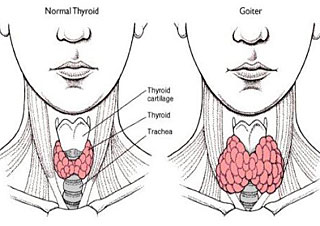 Normal Thyroid
Goiter
Thyroid
cartilage
Thyroid
Trachea